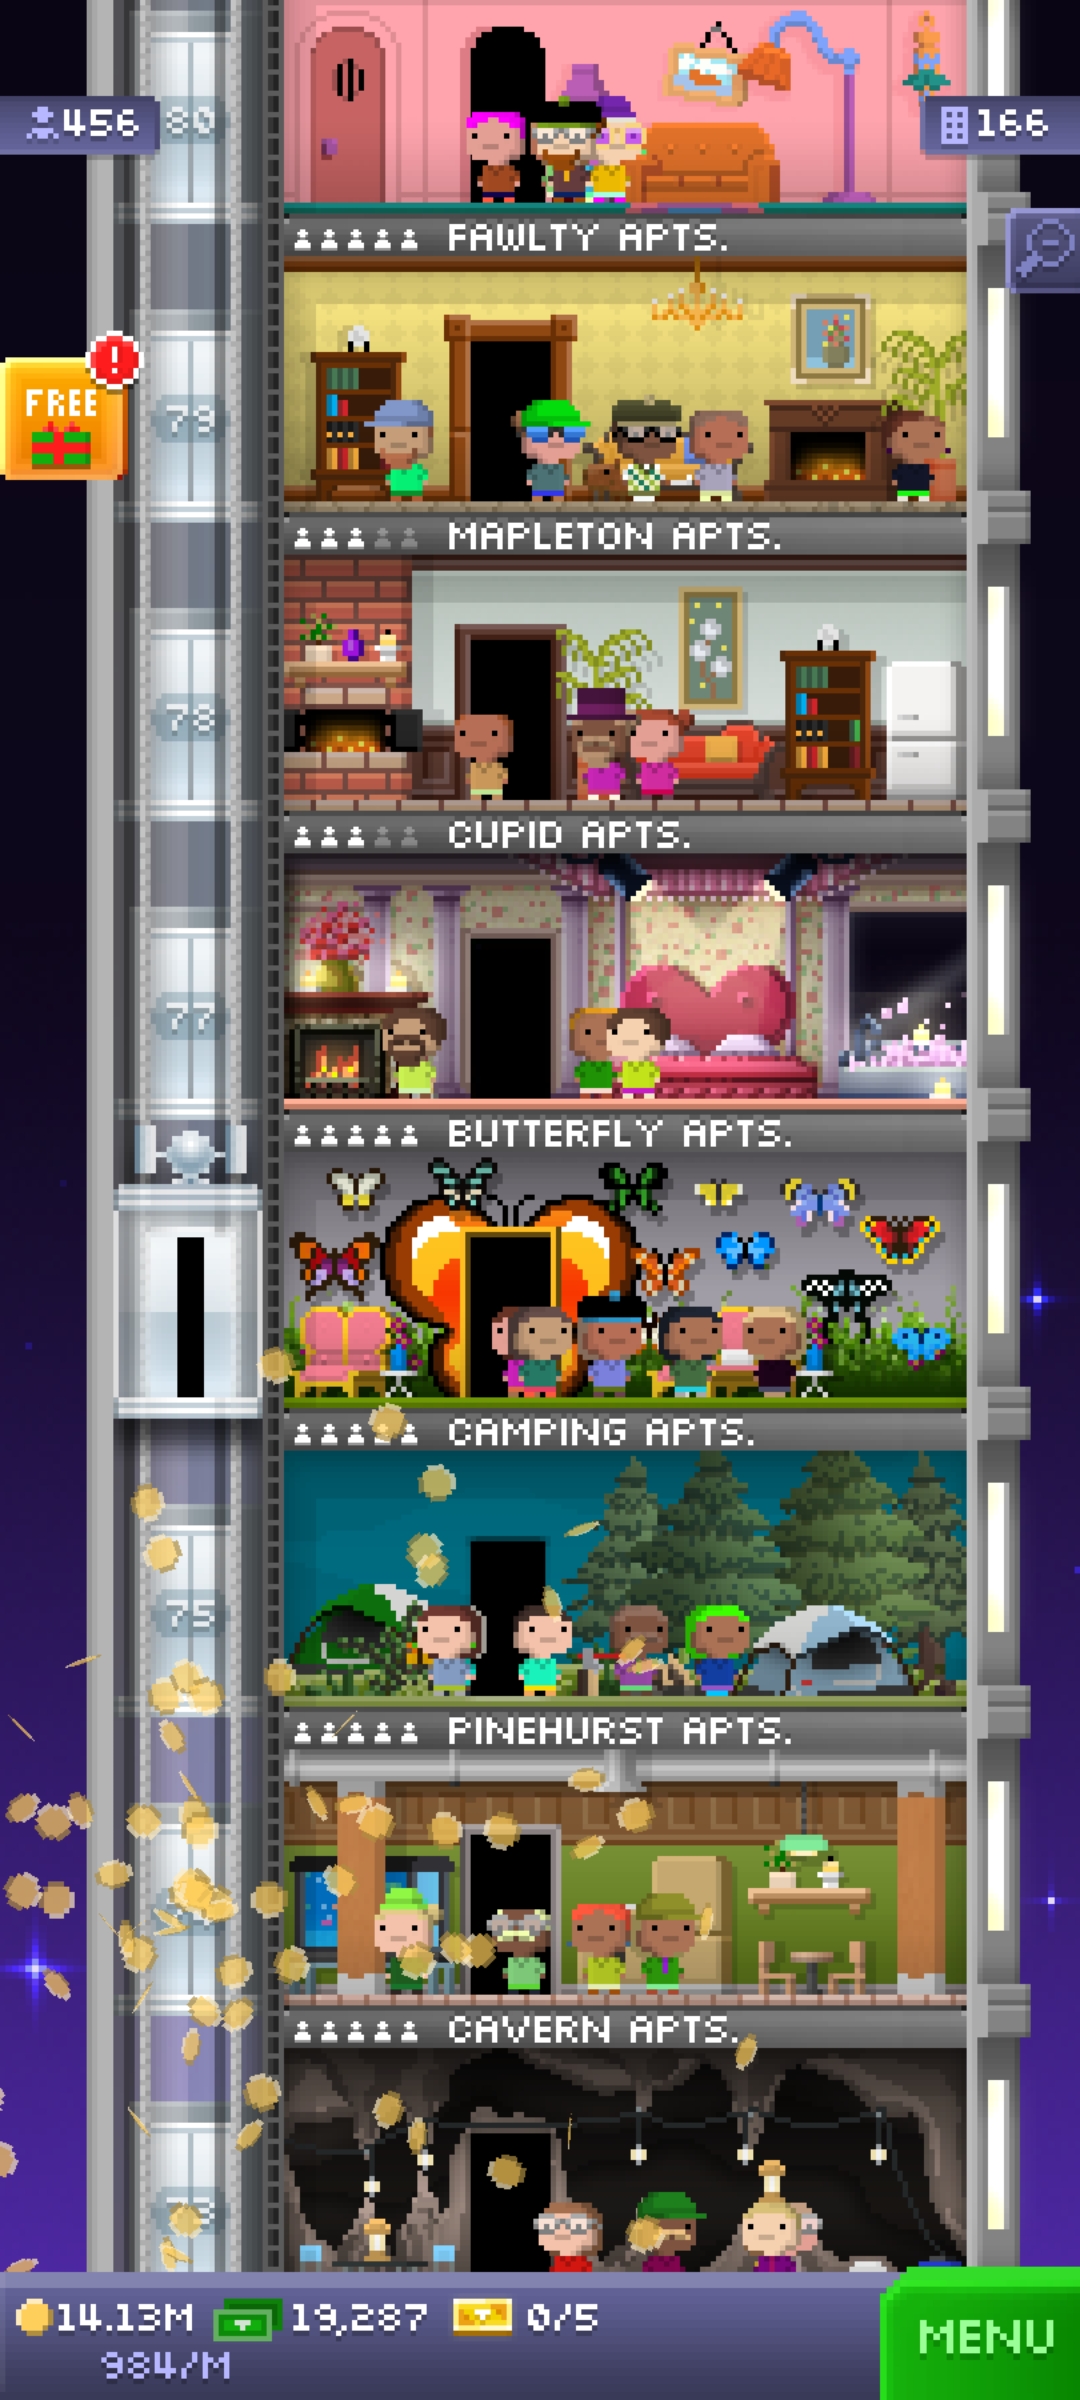 80
456
166
FAWLTY APTS.
FREE
!
79
MAPLETON APTS.
78
CUPID APTS.
77
BUTTERFLY APTS.
CAMPING APTS.
75
PINEHURST APTS.
CAVERN APTS.
14.13M 19,287 0/5
984/M
MENU